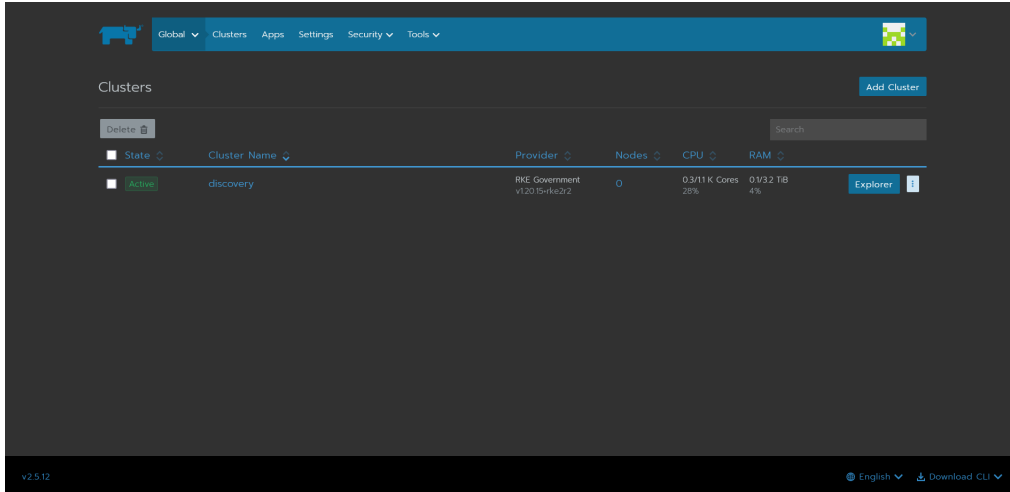 Global Clusters Apps Settings Security Tools
Clusters
Add Cluster
Delete
Search
State Cluster Name Provider Nodes CPU RAM
Active discovery RKE Government 0 0.3/1.1 K Cores 0.1/3.2 TiB Explorer
v1.20.15+rke2r2 28% 4%
v2.5.12 English Download CLI